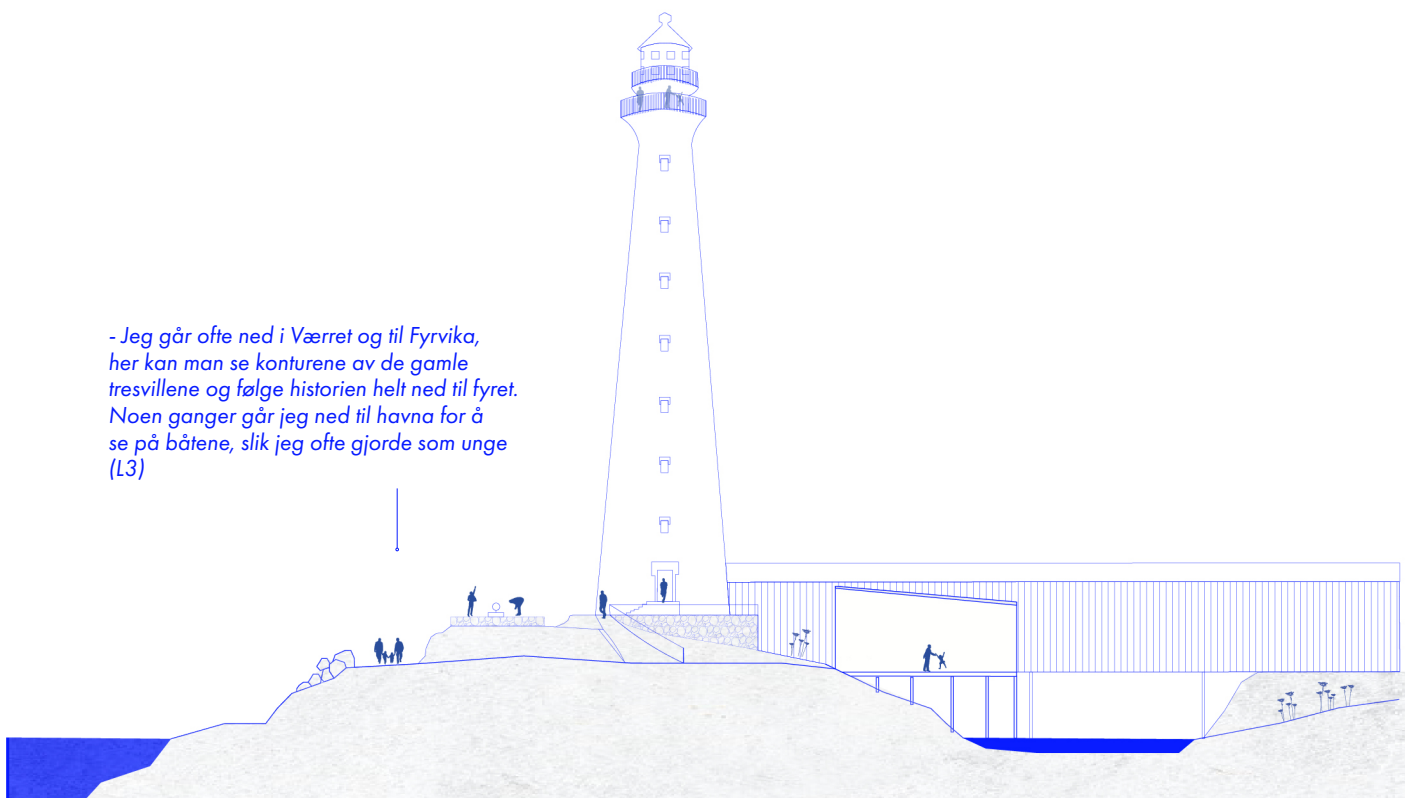 - Jeg går ofte ned i Værret og til Fyrvika,
her kan man se konturene av de gamle
tresvillene og følge historien helt ned til fyret.
Noen ganger går jeg ned til havna for å
se på båtene, slik jeg ofte gjorde som unge
(L3)